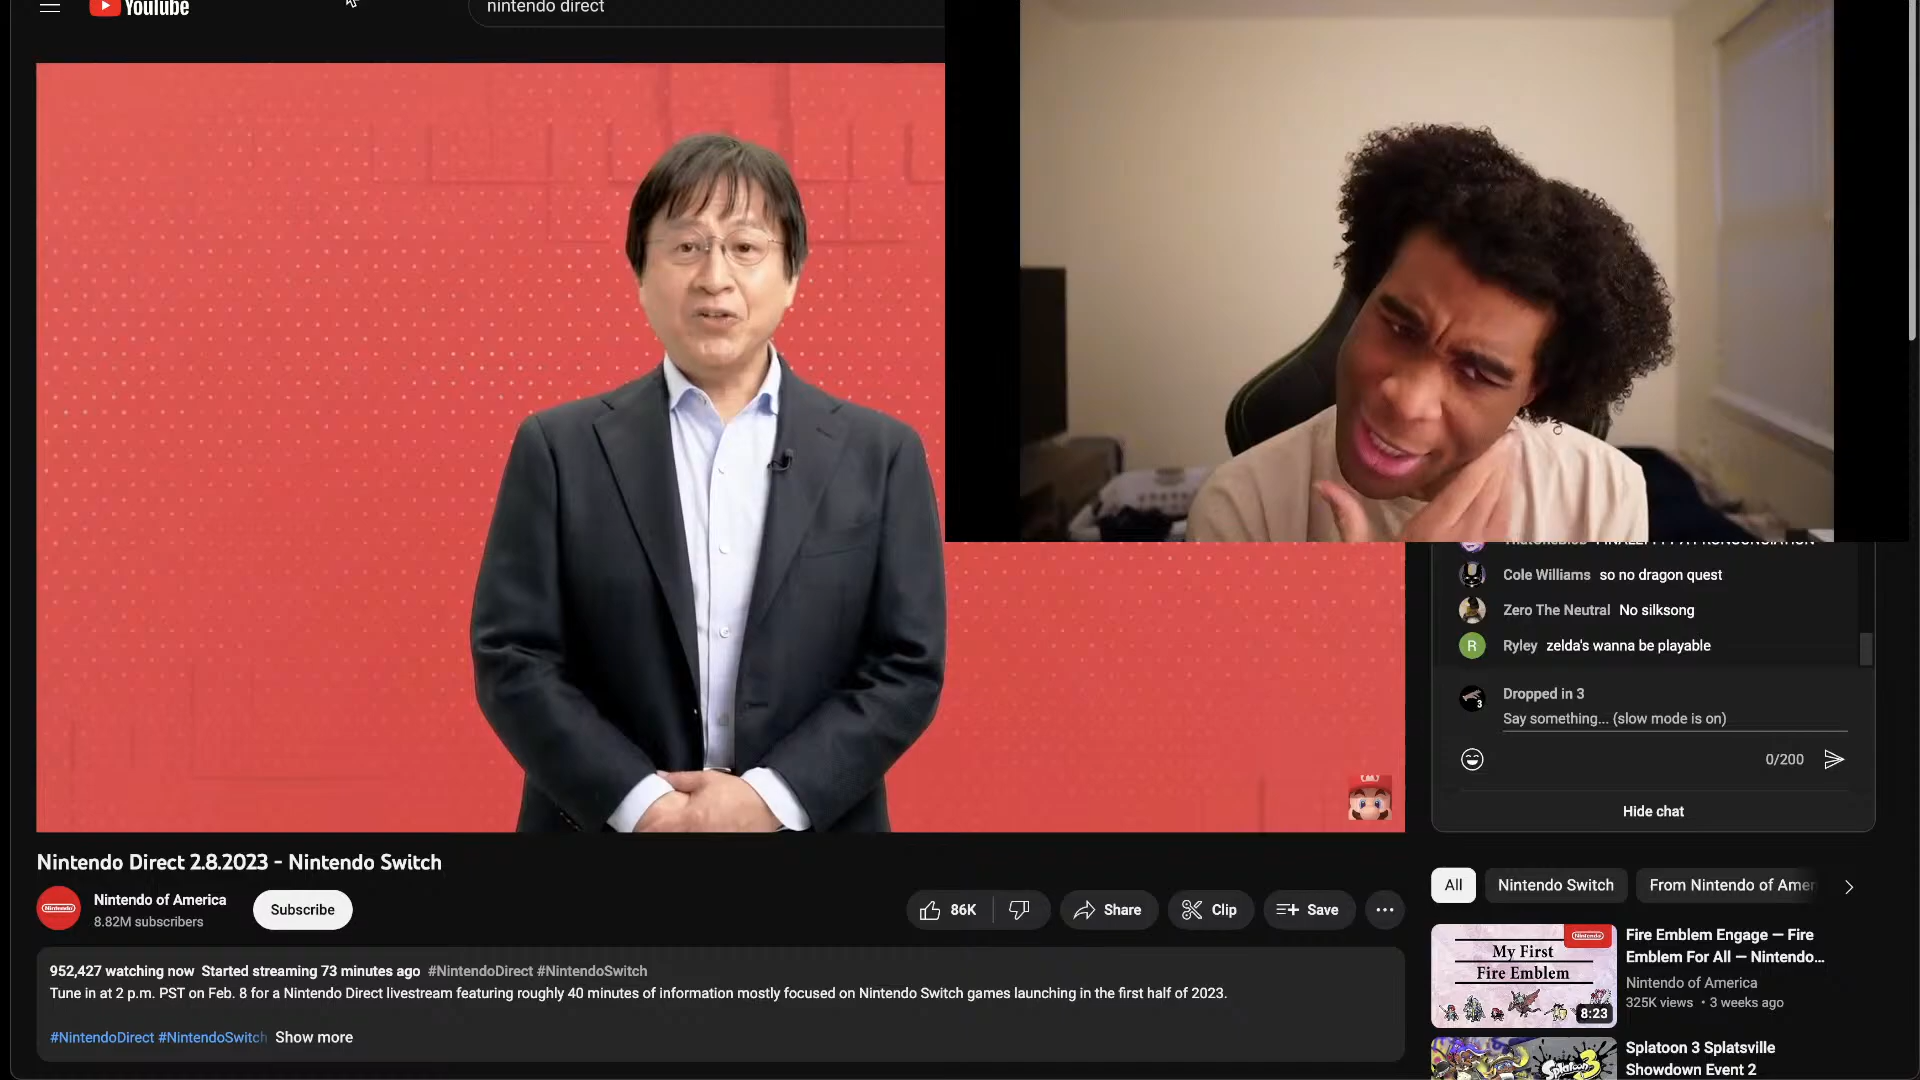 YouTube
nintendo direct
Cole Williams so no dragon quest
Zero The Neutral No silksong
R
Ryley zelda's wanna be playable
3
Dropped in 3
Say something... (slow mode is on)
0/200
Hide chat
Nintendo Direct 2.8.2023 - Nintendo Switch
Nintendo
Nintendo of America
8.82M subscribers
Subscribe
86K
Share
Clip
Save
952,427 watching now Started streaming 73 minutes ago #NintendoDirect #NintendoSwitch
Tune in at 2 p.m. PST on Feb. 8 for a Nintendo Direct livestream featuring roughly 40 minutes of information mostly focused on Nintendo Switch games launching in the first half of 2023.
#NintendoDirect #NintendoSwitch Show more
All
Nintendo Switch
From Nintendo of Amer
Nintendo
My First
Fire Emblem
8:23
Fire Emblem Engage — Fire
Emblem For All — Nintendo...
Nintendo of America
325K views • 3 weeks ago
Splatoon 3
Splatoon 3 Splatsville
Showdown Event 2